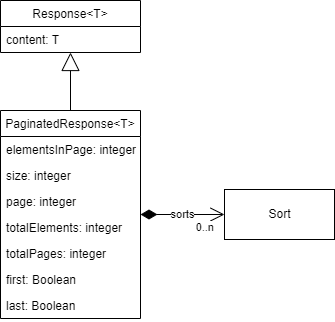 Response<T>
content: T
PaginatedResponse<T>
elementsInPage: integer
size: integer
page: integer
totalElements: integer
totalPages: integer
first: Boolean
last: Boolean
sorts
0..n
Sort